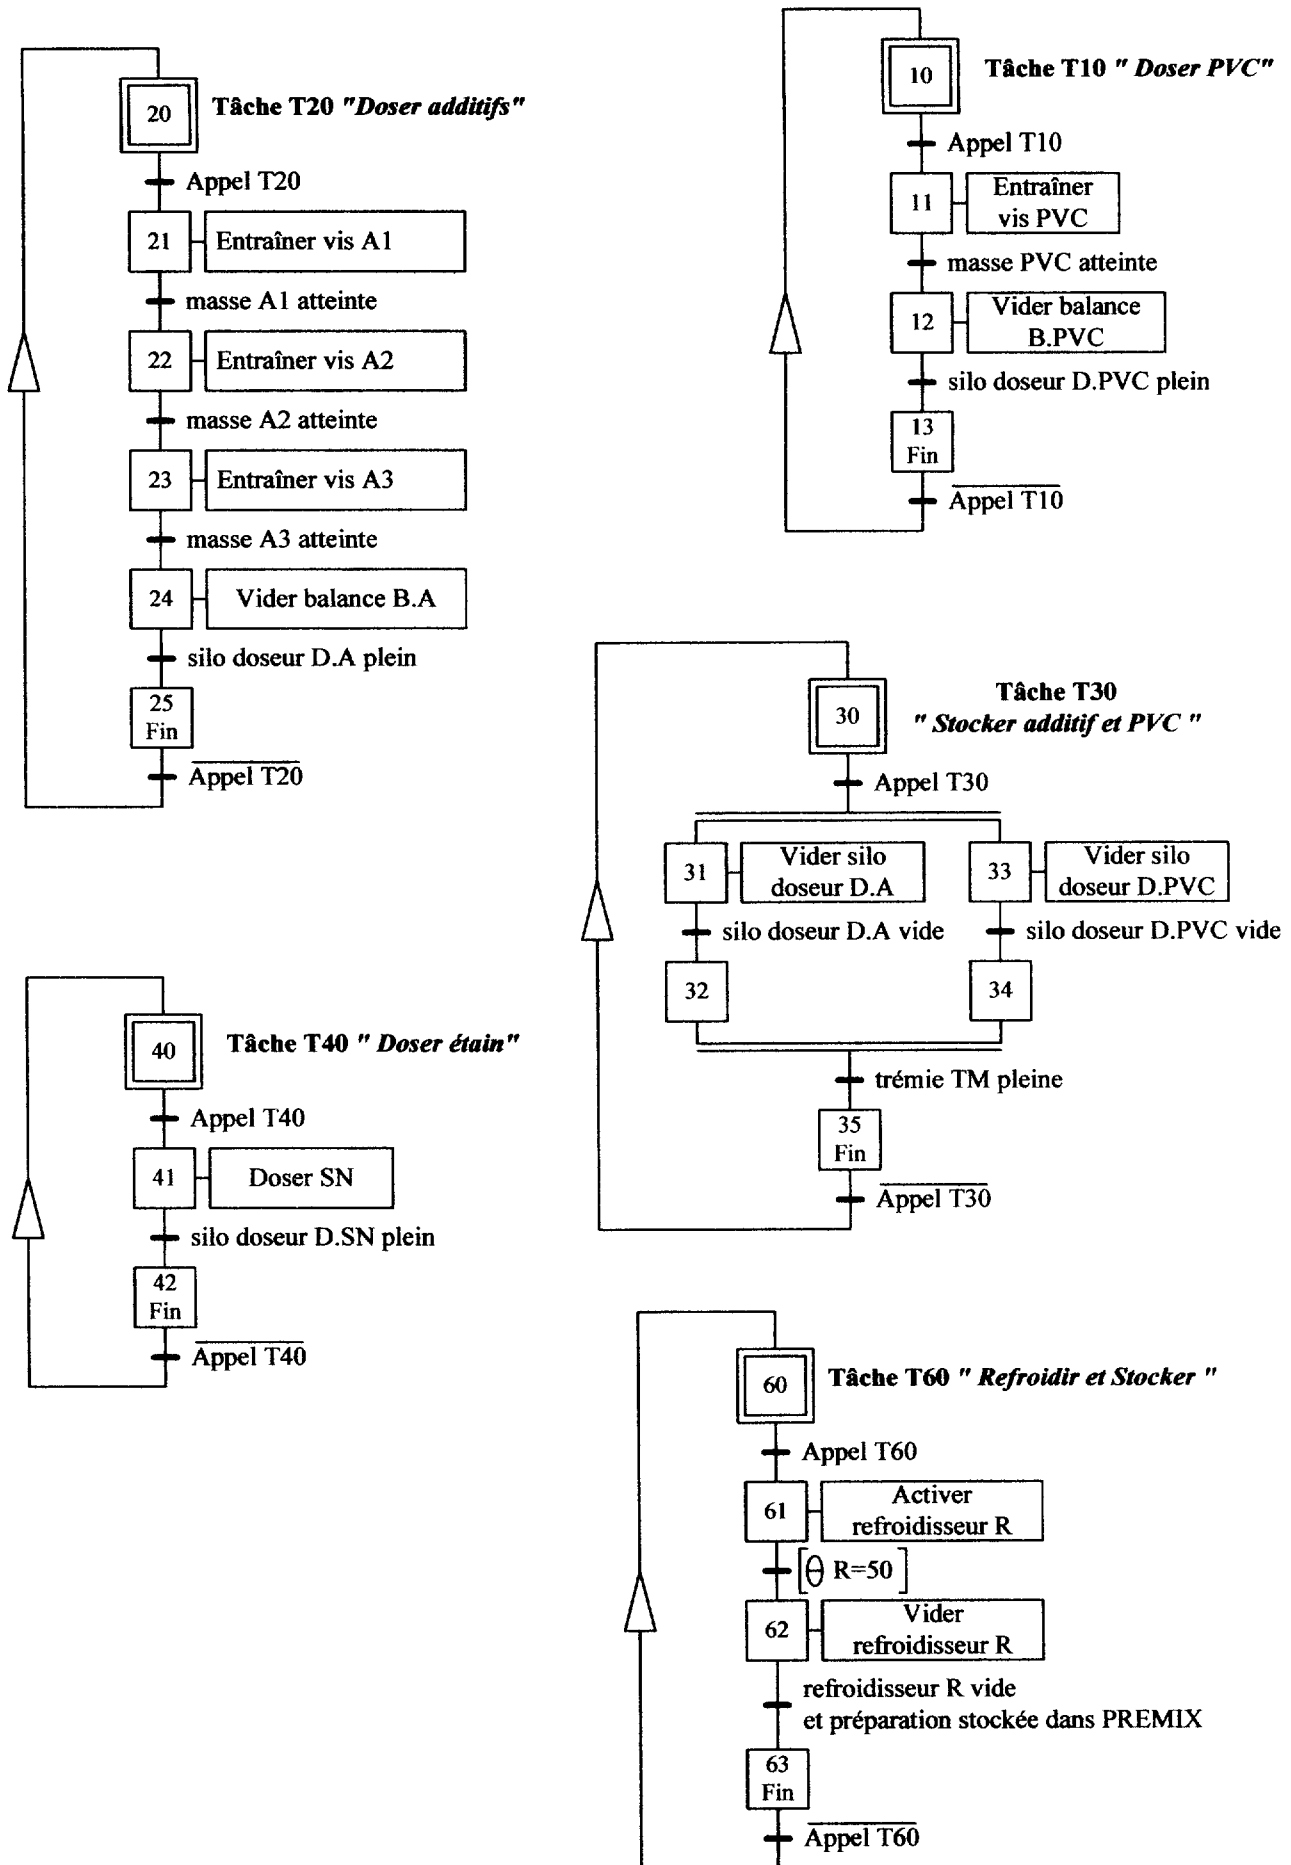 20
Tâche T20 "Doser additifs"
Appel T20
21
Entraîner vis A1
masse A1 atteinte
22
Entraîner vis A2
masse A2 atteinte
23
Entraîner vis A3
masse A3 atteinte
24
Vider balance B.A
silo doseur D.A plein
25
Fin
Appel T20
10
Tâche T10 " Doser PVC"
Appel T10
11
Entraîner
vis PVC
masse PVC atteinte
12
Vider balance
B.PVC
silo doseur D.PVC plein
13
Fin
Appel T10
30
Tâche T30
" Stocker additif et PVC "
Appel T30
31
Vider silo
doseur D.A
33
Vider silo
doseur D.PVC
silo doseur D.A vide
silo doseur D.PVC vide
32
34
trémie TM pleine
35
Fin
Appel T30
40
Tâche T40 " Doser étain"
Appel T40
41
Doser SN
silo doseur D.SN plein
42
Fin
Appel T40
60
Tâche T60 " Refroidir et Stocker "
Appel T60
61
Activer
refroidisseur R
[θ R=50]
62
Vider
refroidisseur R
refroidisseur R vide
et préparation stockée dans PREMIX
63
Fin
Appel T60